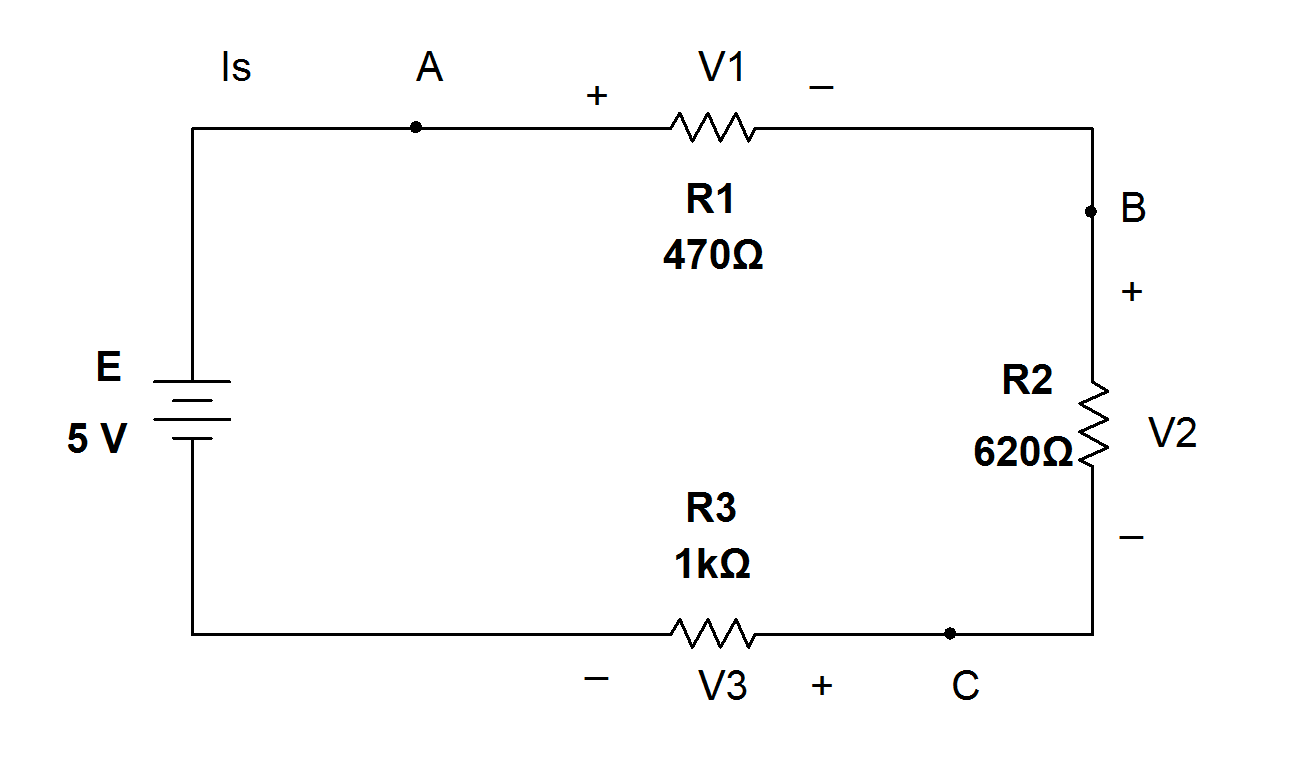 Is
A
+
V1
–
R1
470Ω
B
+
E
5 V
R2
620Ω
V2
–
R3
1kΩ
–
V3
+
C